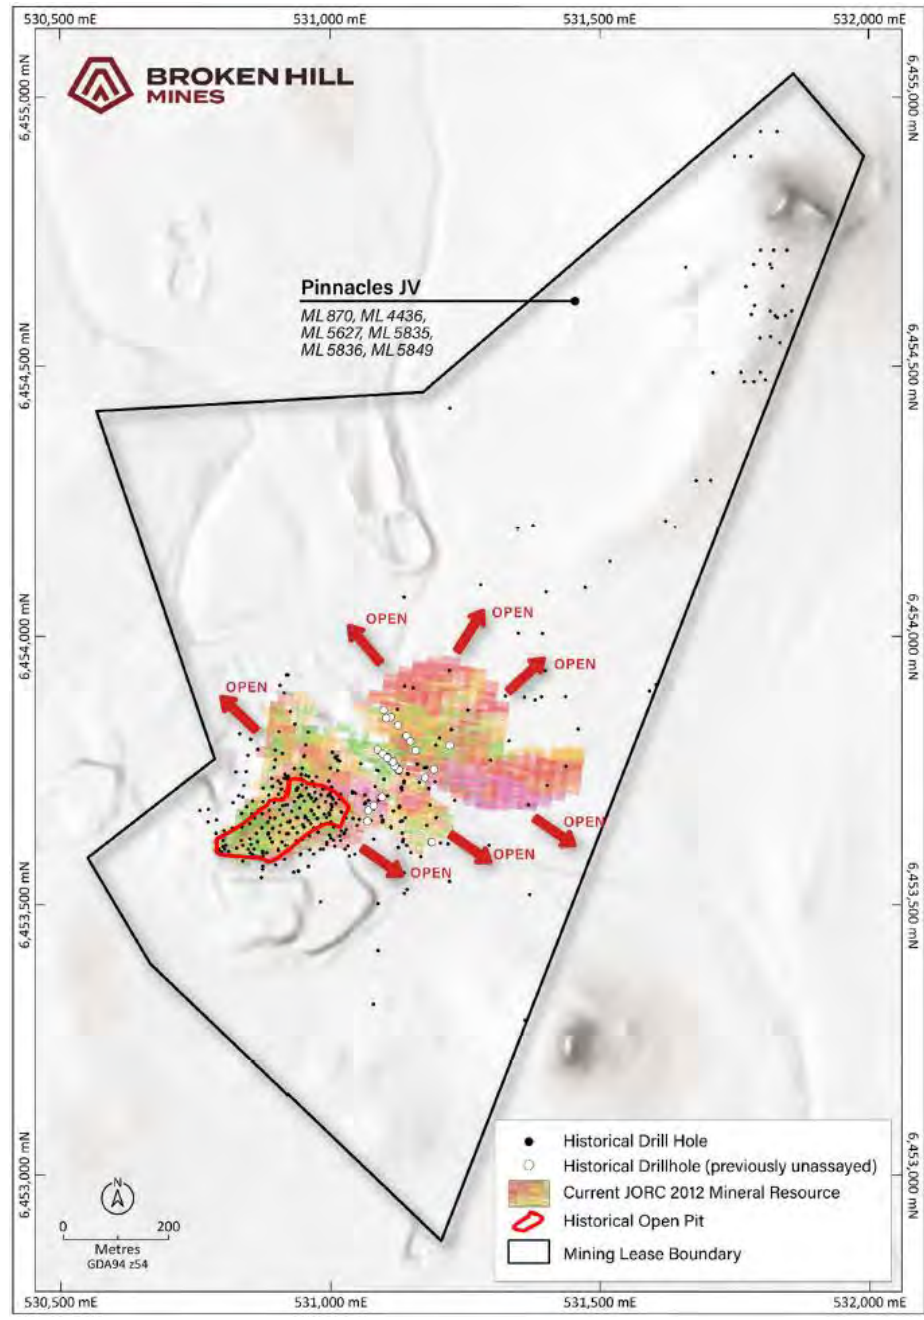 530,500 mE
531,000 mE
531,500 mE
532,000 mE
6,455,000 mN
6,455,000 mN
BROKEN HILL
MINES
Pinnacles JV
ML 870, ML 4436,
ML 5627, ML 5835,
ML 5836, ML 5849
6,454,500 mN
6,454,500 mN
OPEN
OPEN
OPEN
OPEN
6,454,000 mN
6,454,000 mN
OPEN
OPEN
OPEN
6,453,500 mN
6,453,500 mN
Historical Drill Hole
Historical Drillhole (previously unassayed)
Current JORC 2012 Mineral Resource
Historical Open Pit
Mining Lease Boundary
6,453,000 mN
6,453,000 mN
N
0 200
Metres
GDA94 z54
530,500 mE
531,000 mE
531,500 mE
532,000 mE